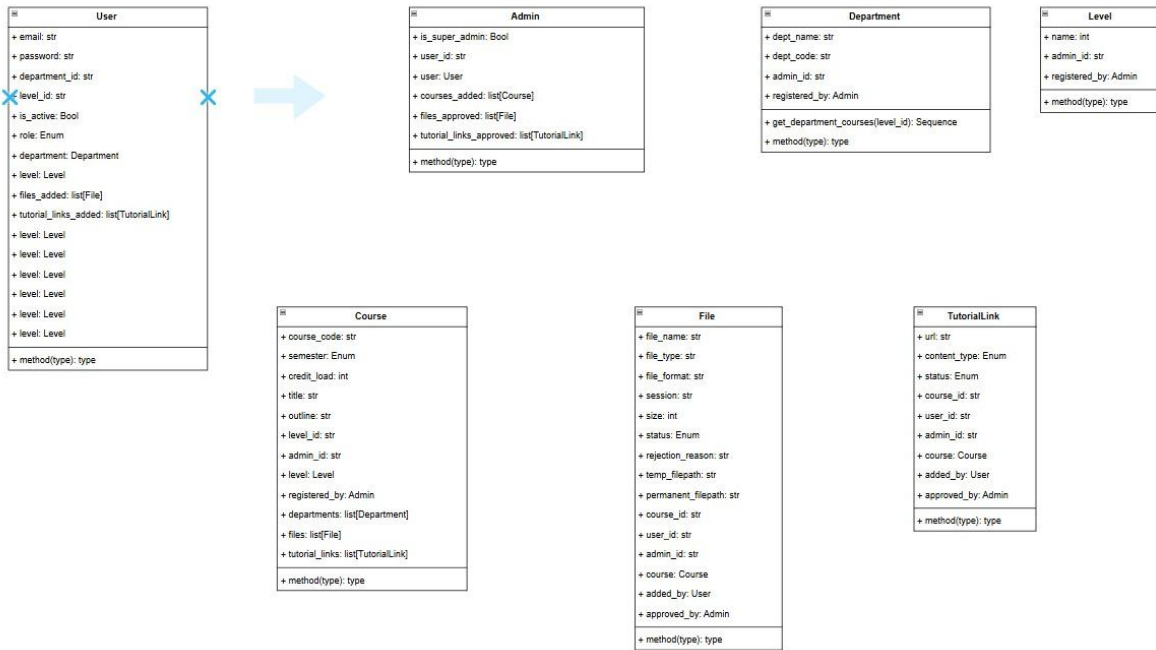 User
+ email: str
+ password: str
+ department_id: str
+ level_id: str
+ is_active: Bool
+ role: Enum
+ department: Department
+ level: Level
+ files_added: list[File]
+ tutorial_links_added: list[TutorialLink]
+ level: Level
+ level: Level
+ level: Level
+ level: Level
+ level: Level
+ level: Level
+ method(type): type
Admin
+ is_super_admin: Bool
+ user_id: str
+ user: User
+ courses_added: list[Course]
+ files_approved: list[File]
+ tutorial_links_approved: list[TutorialLink]
+ method(type): type
Department
+ dept_name: str
+ dept_code: str
+ admin_id: str
+ registered_by: Admin
+ get_department_courses(level_id): Sequence
+ method(type): type
Level
+ name: int
+ admin_id: str
+ registered_by: Admin
+ method(type): type
Course
+ course_code: str
+ semester: Enum
+ credit_load: int
+ title: str
+ outline: str
+ level_id: str
+ admin_id: str
+ level: Level
+ registered_by: Admin
+ departments: list[Department]
+ files: list[File]
+ tutorial_links: list[TutorialLink]
+ method(type): type
File
+ file_name: str
+ file_type: str
+ file_format: str
+ session: str
+ size: int
+ status: Enum
+ rejection_reason: str
+ temp_filepath: str
+ permanent_filepath: str
+ course_id: str
+ user_id: str
+ admin_id: str
+ course: Course
+ added_by: User
+ approved_by: Admin
+ method(type): type
TutorialLink
+ url: str
+ content_type: Enum
+ status: Enum
+ course_id: str
+ user_id: str
+ admin_id: str
+ course: Course
+ added_by: User
+ approved_by: Admin
+ method(type): type